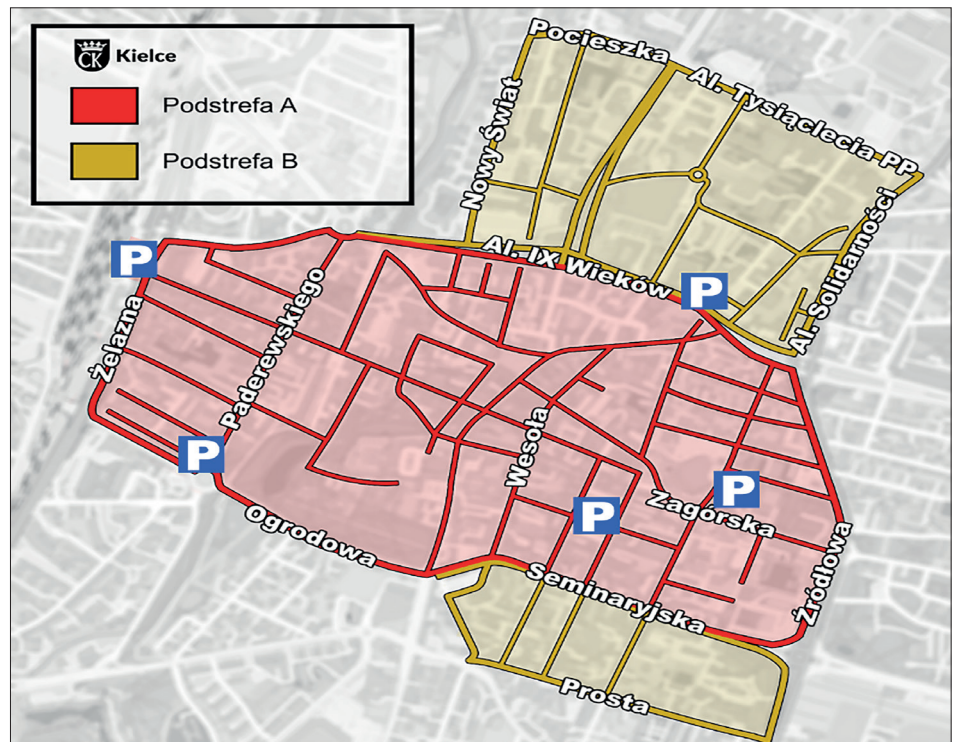 CK Kielce
Podstrefa A
Podstrefa B
Pocieszka
Al. Tysiąclecia PP
Nowy Świat
Al. Solidarności
Al. IX Wieków
P
P
Żelazna
Paderewskiego
P
Wesoła
P
P
Zagórska
Ogrodowa
Źródłowa
Seminaryjska
Prosta